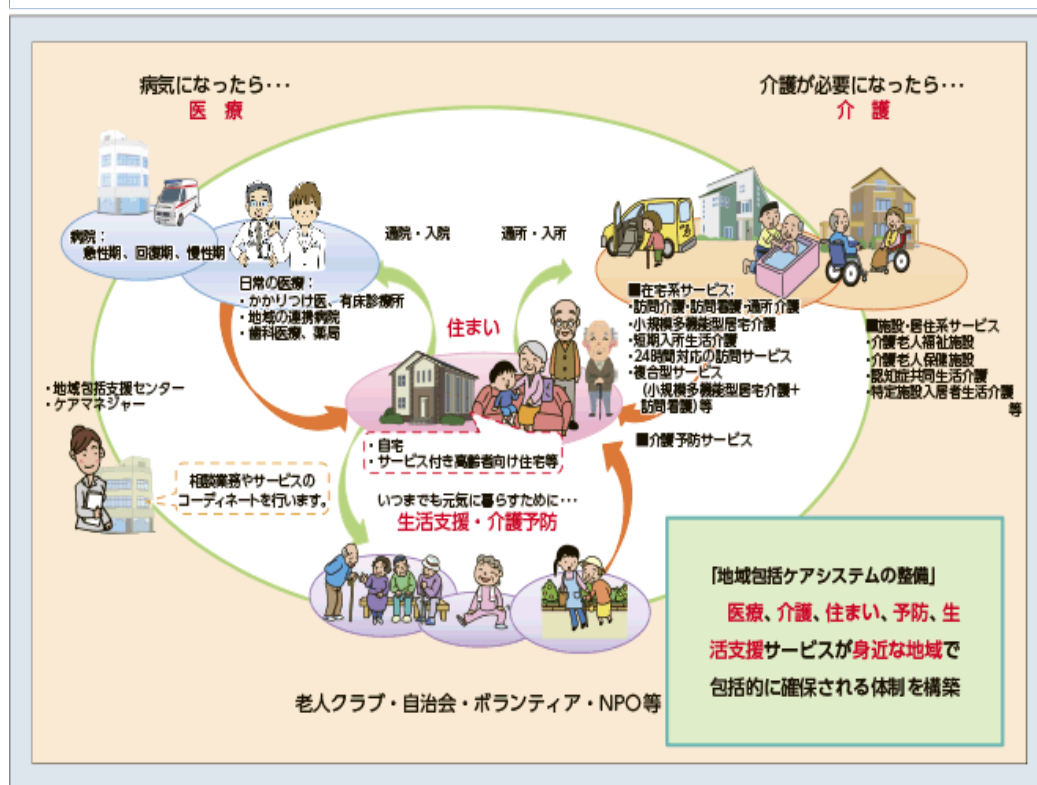 病気になったら･･･
医 療
介護が必要になったら･･･
介 護
病院：
急性期、回復期、慢性期
日常の医療：
・かかりつけ医、有床診療所
・地域の連携病院
・歯科医療、薬局
通院・入院
通所・入所
住まい
・自宅
・サービス付き高齢者向け住宅等
■在宅系サービス：
・訪問介護・訪問看護・通所介護
・小規模多機能型居宅介護
・短期入所生活介護
・24時間対応の訪問サービス
・複合型サービス
（小規模多機能型居宅介護＋
訪問看護）等
■介護予防サービス
■施設・居住系サービス
・介護老人福祉施設
・介護老人保健施設
・認知症共同生活介護
・特定施設入居者生活介護
等
・地域包括支援センター
・ケアマネジャー
相談業務やサービスの
コーディネートを行います。
いつまでも元気に暮らすために･･･
生活支援・介護予防
老人クラブ・自治会・ボランティア・NPO等
「地域包括ケアシステムの整備」
医療、介護、住まい、予防、生
活支援サービスが身近な地域で
包括的に確保される体制を構築